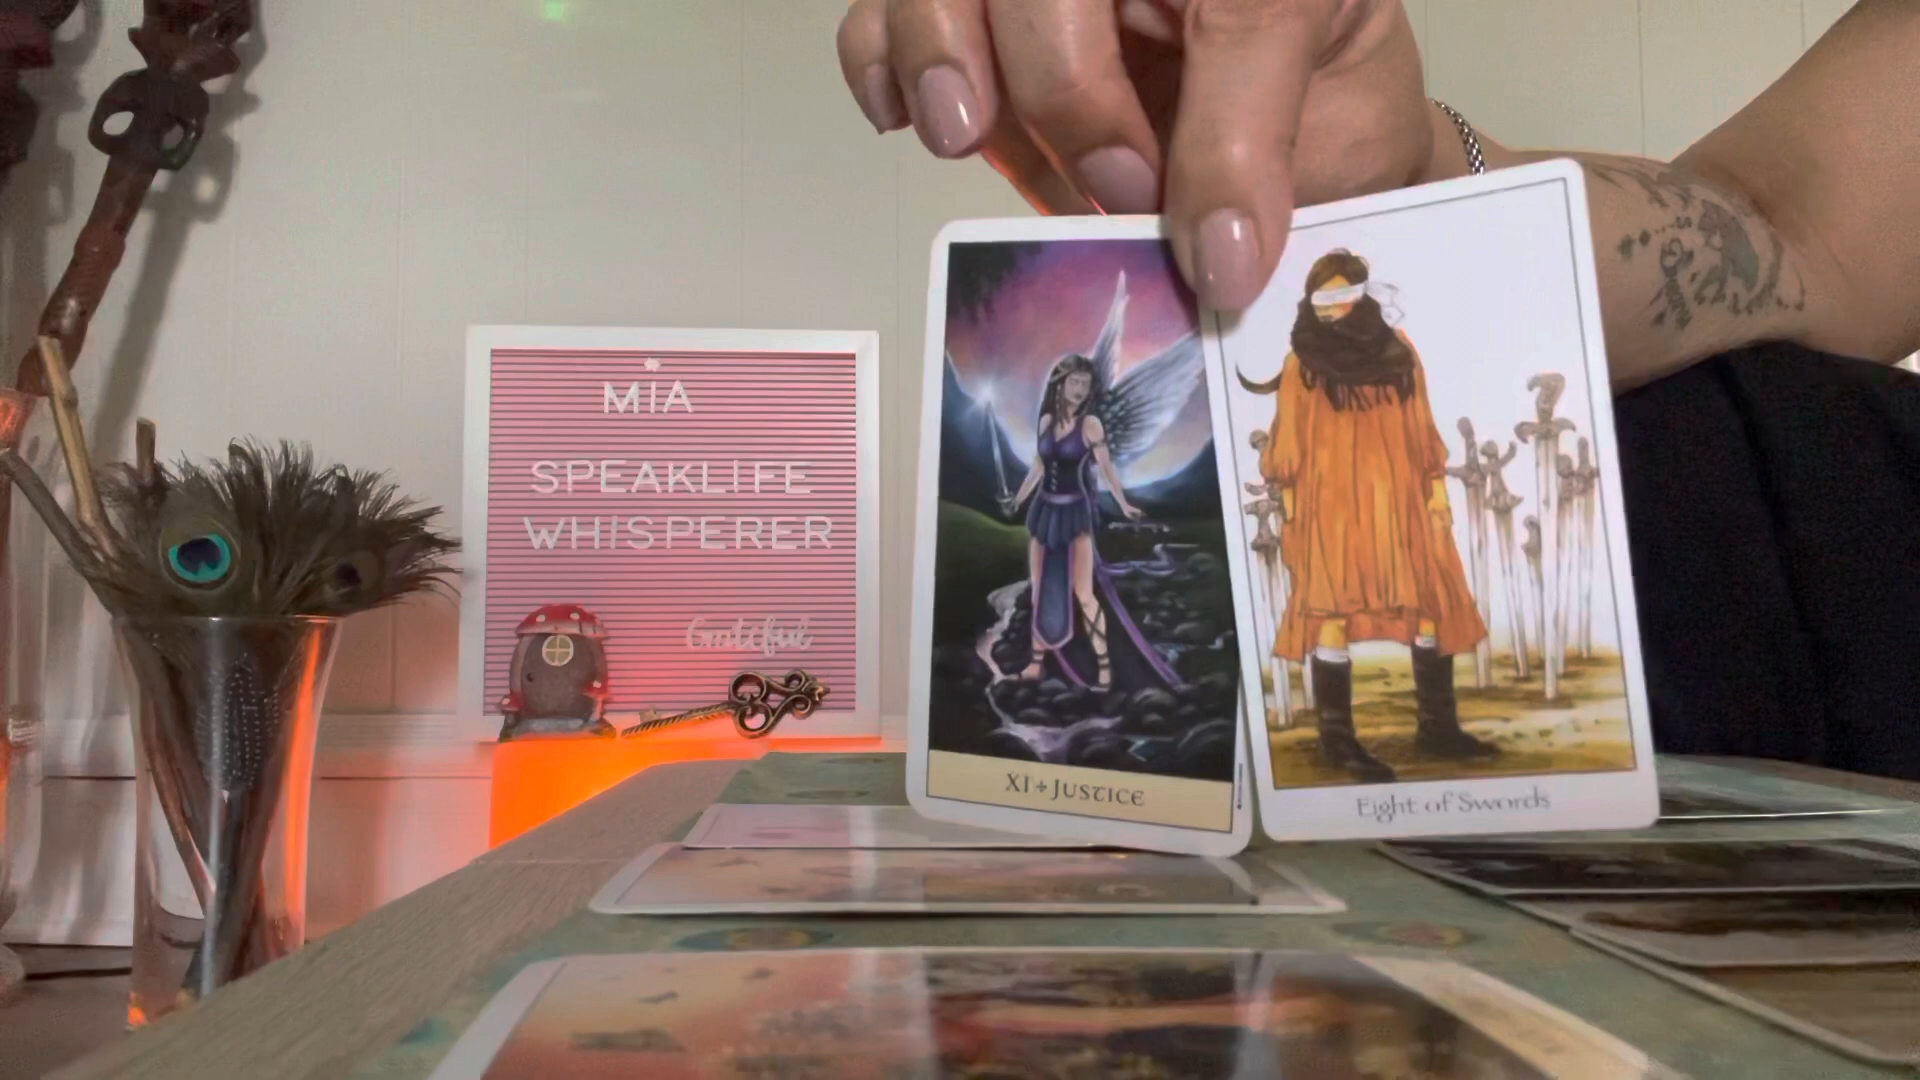 MIA
SPEAKLIFE
WHISPERER
Grateful
XI + JUSTICE
Eight of Swords